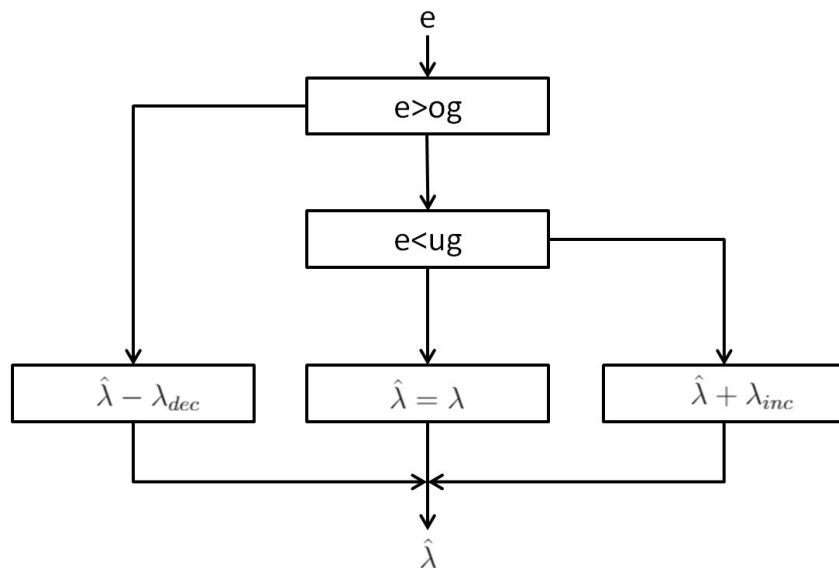 e
e>og
e<ug
λ̂ − λ_dec
λ̂ = λ
λ̂ + λ_inc
λ̂